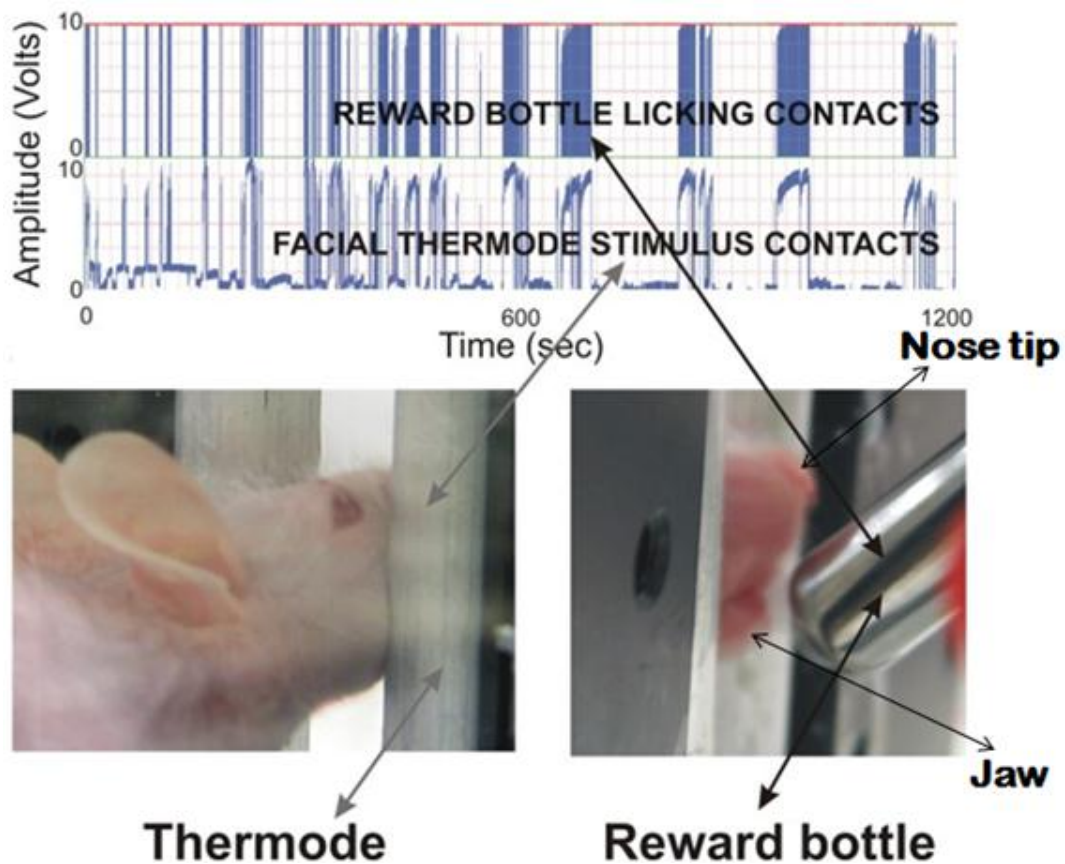 10
REWARD BOTTLE LICKING CONTACTS
0
10
FACIAL THERMODE STIMULUS CONTACTS
0
Amplitude (Volts)
0
600
1200
Time (sec)
Nose tip
Jaw
Thermode
Reward bottle